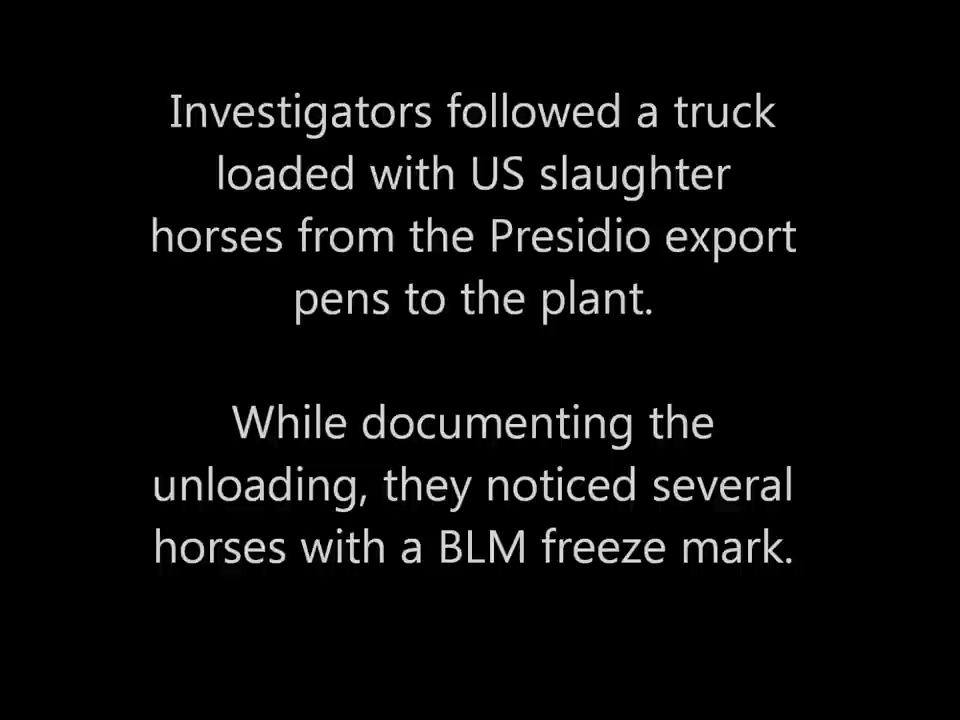 Investigators followed a truck
loaded with US slaughter
horses from the Presidio export
pens to the plant.
While documenting the
unloading, they noticed several
horses with a BLM freeze mark.